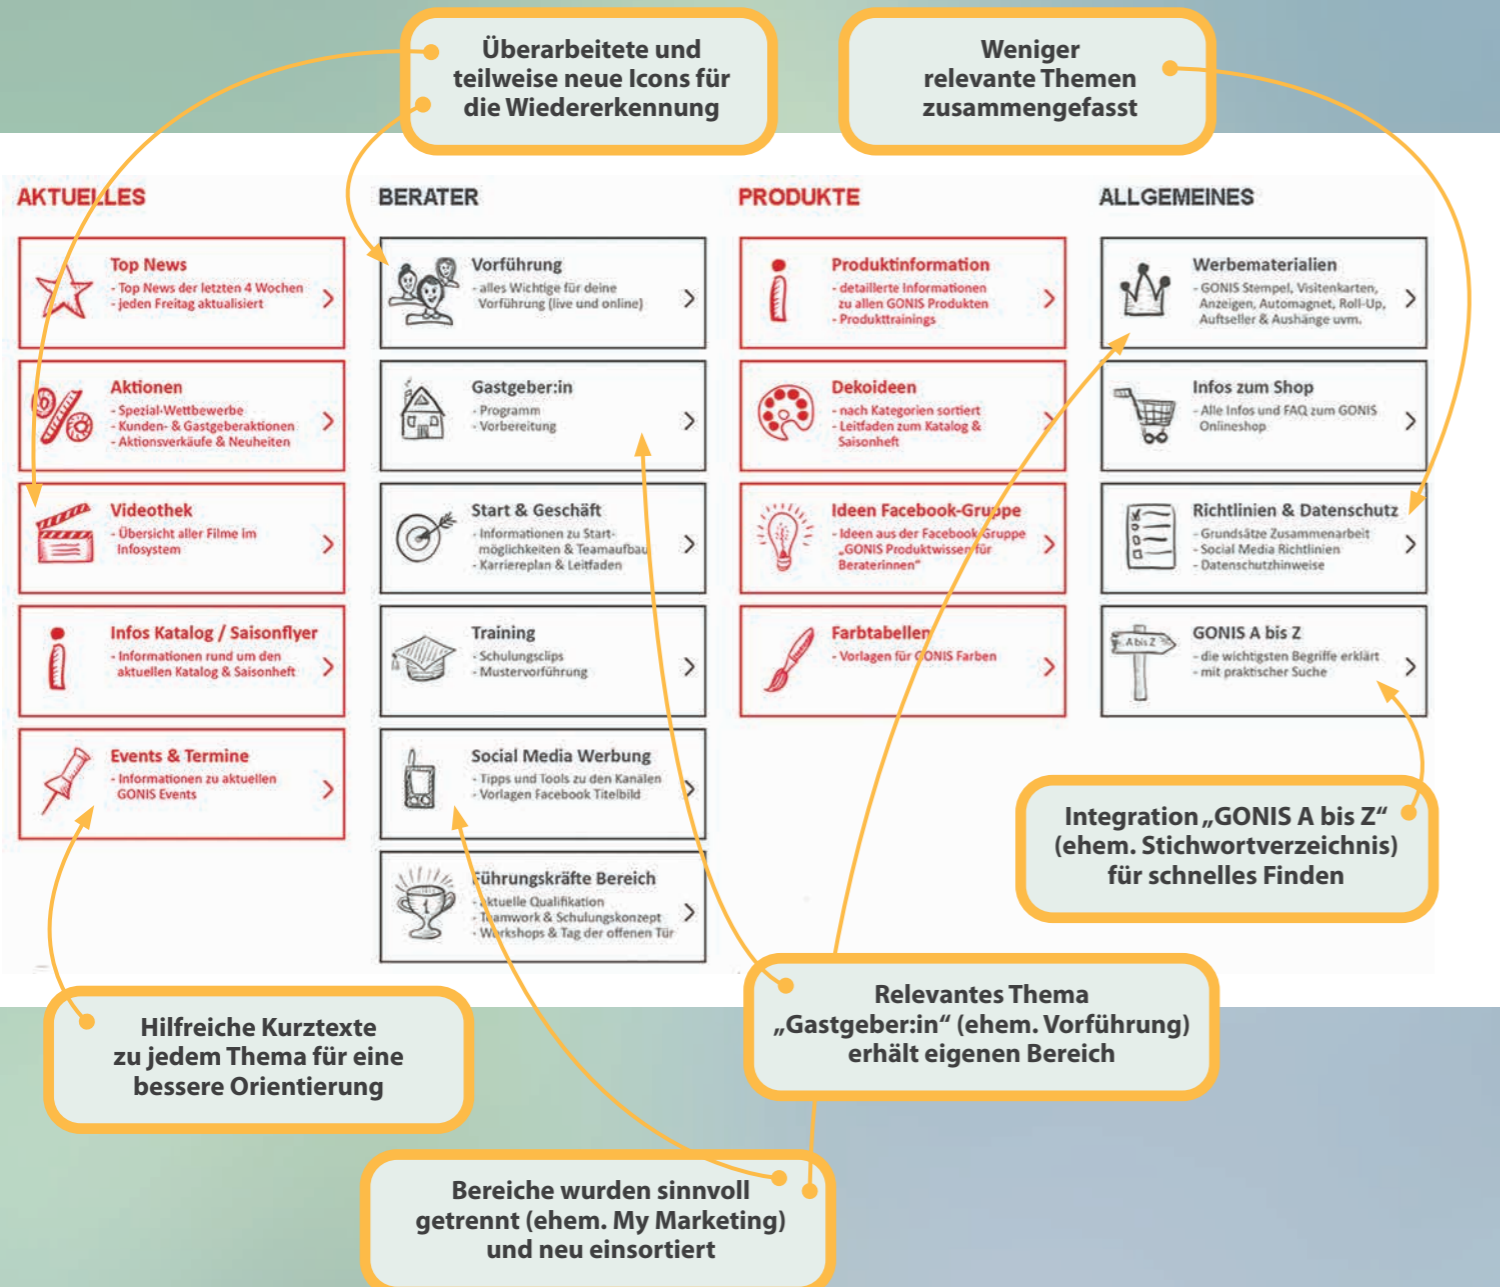 Überarbeitete und
teilweise neue Icons für
die Wiedererkennung
Weniger
relevante Themen
zusammengefasst
AKTUELLES
Top News
- Top News der letzten 4 Wochen
- jeden Freitag aktualisiert
Aktionen
- Spezial-Wettbewerbe
- Kunden- & Gastgeberaktionen
- Aktionsverkäufe & Neuheiten
Videothek
- Übersicht aller Filme im
Infosystem
Infos Katalog / Saisonflyer
- Informationen rund um den
aktuellen Katalog & Saisonheft
Events & Termine
- Informationen zu aktuellen
GONIS Events
BERATER
Vorführung
- alles Wichtige für deine
Vorführung (live und online)
Gastgeber:in
- Programm
- Vorbereitung
Start & Geschäft
- Informationen zu Start-
möglichkeiten & Teamaufbau
- Karriereplan & Leitfaden
Training
- Schulungsclips
- Mustervorführung
Social Media Werbung
- Tipps und Tools zu den Kanälen
- Vorlagen Facebook Titelbild
1
Führungskräfte Bereich
- aktuelle Qualifikation
- Teamwork & Schulungskonzept
- Workshops & Tag der offenen Tür
PRODUKTE
Produktinformation
- detaillierte Informationen
zu allen GONIS Produkten
- Produkttrainings
Dekoideen
- nach Kategorien sortiert
- Leitfaden zum Katalog &
Saisonheft
Ideen Facebook-Gruppe
- Ideen aus der Facebook-Gruppe
„GONIS Produktwissen für
Beraterinnen“
Farbtabellen
- Vorlagen für GONIS Farben
ALLGEMEINES
Werbematerialien
- GONIS Stempel, Visitenkarten,
Anzeigen, Automagnet, Roll-Up,
Auftseller & Aushänge uvm.
Infos zum Shop
- Alle Infos und FAQ zum GONIS
Onlineshop
Richtlinien & Datenschutz
- Grundsätze Zusammenarbeit
- Social Media Richtlinien
- Datenschutzhinweise
A bis Z
GONIS A bis Z
- die wichtigsten Begriffe erklärt
- mit praktischer Suche
Integration „GONIS A bis Z“
(ehem. Stichwortverzeichnis)
für schnelles Finden
Relevantes Thema
„Gastgeber:in“ (ehem. Vorführung)
erhält eigenen Bereich
Hilfreiche Kurztexte
zu jedem Thema für eine
bessere Orientierung
Bereiche wurden sinnvoll
getrennt (ehem. My Marketing)
und neu einsortiert